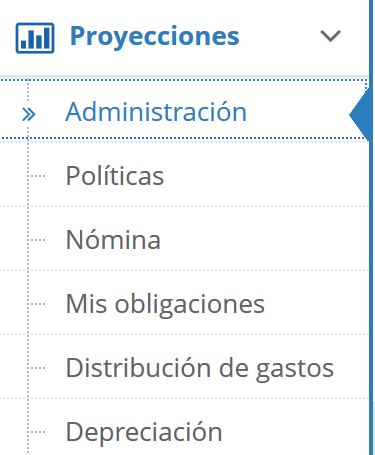 Proyecciones
Administración
Políticas
Nómina
Mis obligaciones
Distribución de gastos
Depreciación